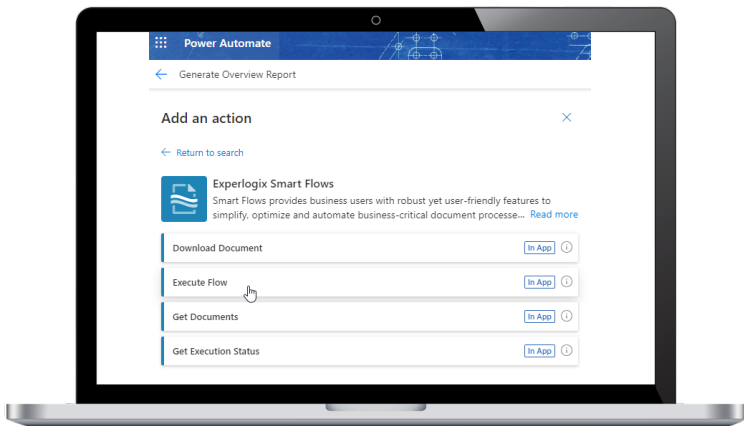 Power Automate
Generate Overview Report
Add an action
Return to search
Experlogix Smart Flows
Smart Flows provides business users with robust yet user-friendly features to
simplify, optimize and automate business-critical document processe... Read more
Download Document In App
Execute Flow In App
Get Documents In App
Get Execution Status In App